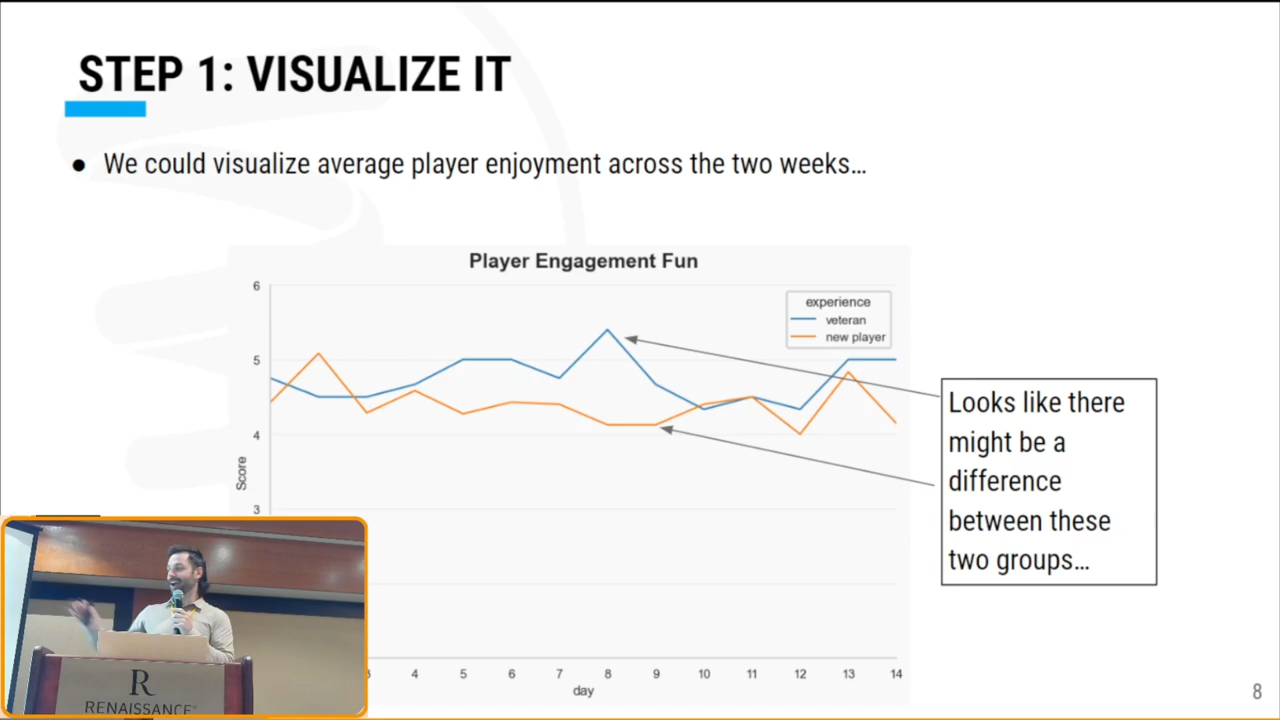 STEP 1: VISUALIZE IT
● We could visualize average player enjoyment across the two weeks…
Player Engagement Fun
6
5
4
3
Score
experience
veteran
new player
Looks like there
might be a
difference
between these
two groups…
4 5 6 7 8 9 10 11 12 13 14
day
R
RENAISSANCE
8